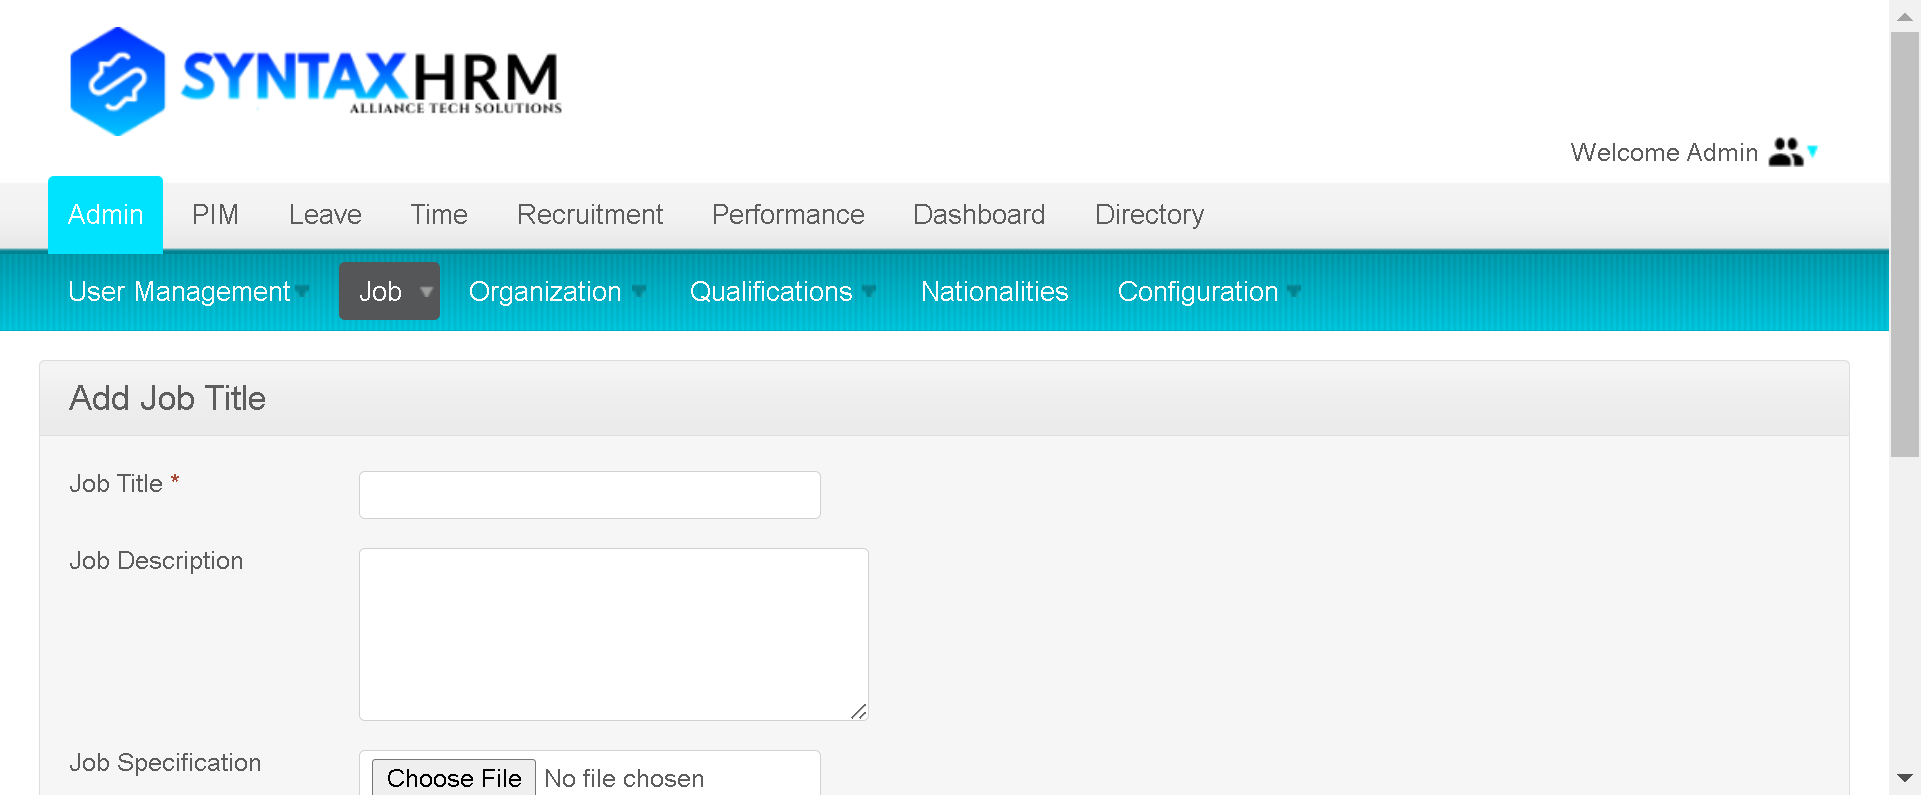 SYNTAXHRM
ALLIANCE TECH SOLUTIONS
Welcome Admin
Admin PIM Leave Time Recruitment Performance Dashboard Directory
User Management Job Organization Qualifications Nationalities Configuration
Add Job Title
Job Title *
Job Description
Job Specification Choose File No file chosen